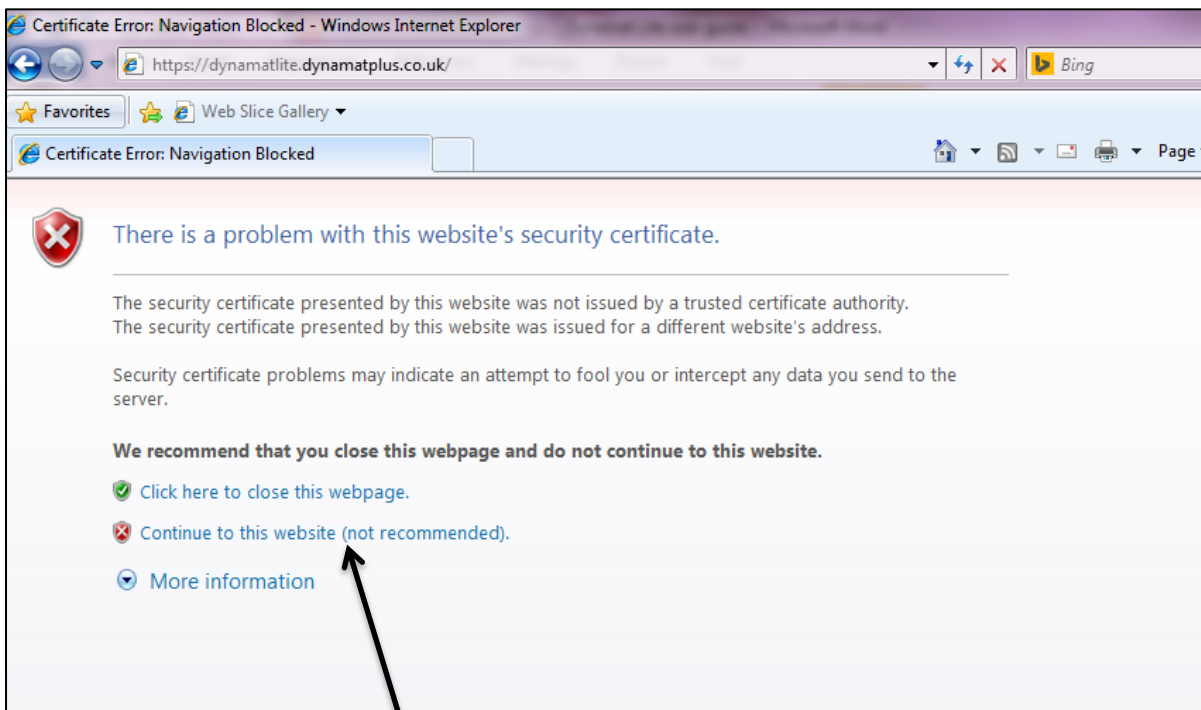 Certificate Error: Navigation Blocked - Windows Internet Explorer
https://dynamatlite.dynamatplus.co.uk/
Bing
Favorites
Web Slice Gallery
Certificate Error: Navigation Blocked
Page
There is a problem with this website's security certificate.
The security certificate presented by this website was not issued by a trusted certificate authority.
The security certificate presented by this website was issued for a different website's address.
Security certificate problems may indicate an attempt to fool you or intercept any data you send to the
server.
We recommend that you close this webpage and do not continue to this website.
Click here to close this webpage.
Continue to this website (not recommended).
More information